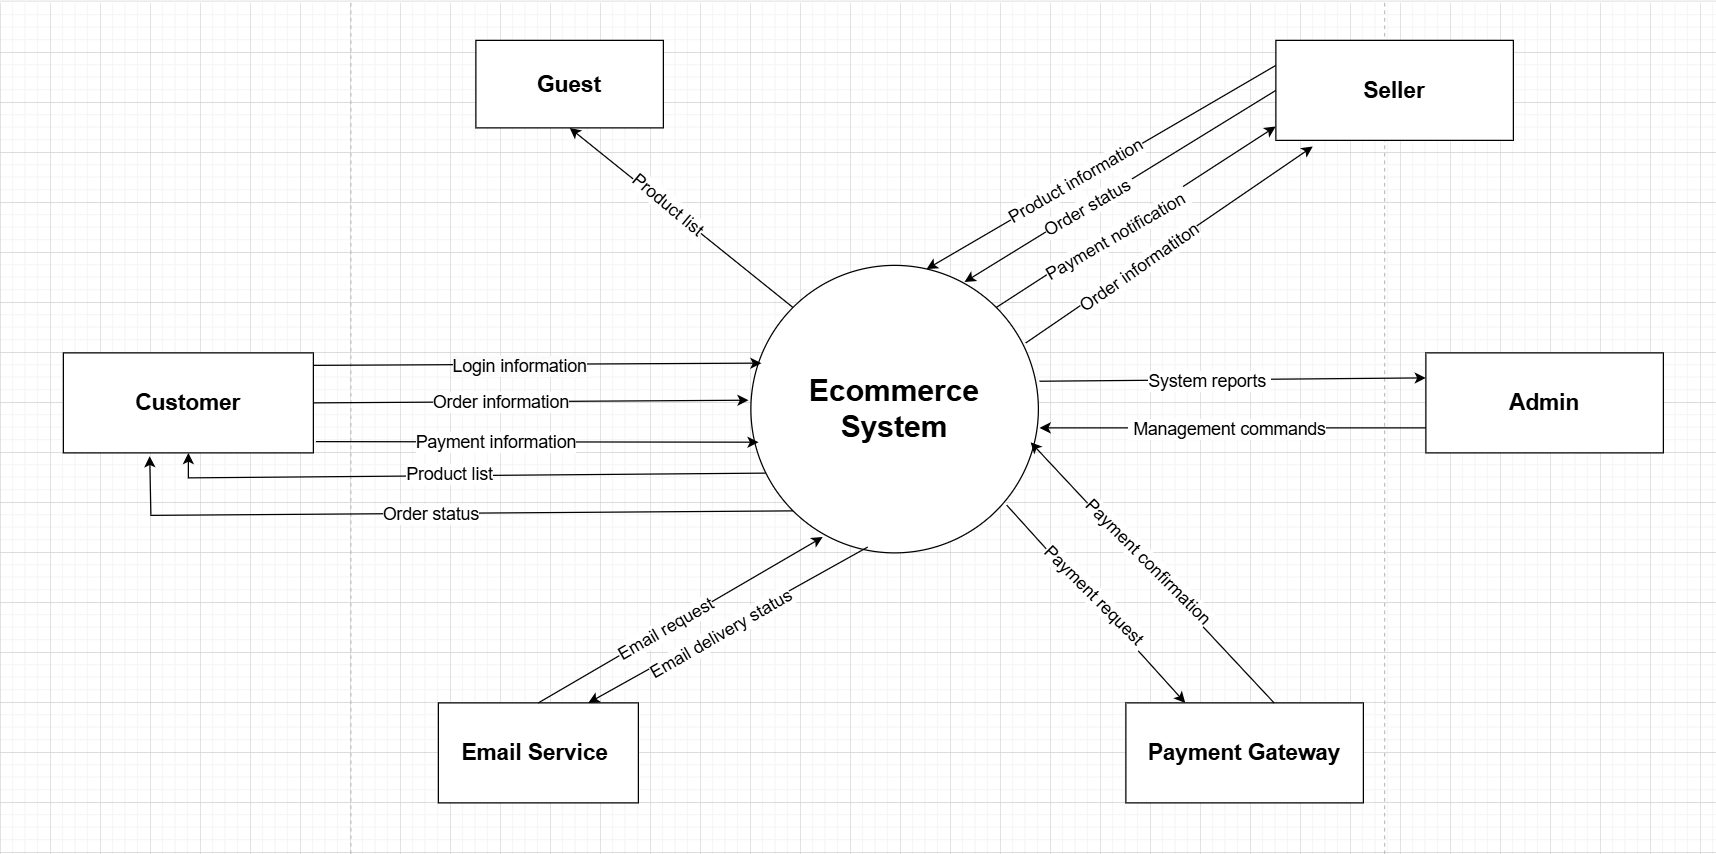 Guest
Seller
Product list
Product information
Order status
Payment notification
Order informatiton
Customer
Login information
Order information
Payment information
Product list
Order status
Ecommerce
System
System reports
Management commands
Admin
Email request
Email delivery status
Payment confirmation
Payment request
Email Service
Payment Gateway